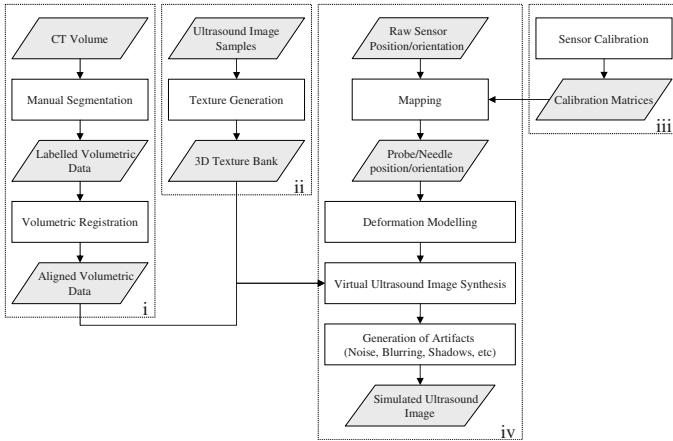 CT Volume
Manual Segmentation
Labelled Volumetric
Data
Volumetric Registration
Aligned Volumetric
Data
i
Ultrasound Image
Samples
Texture Generation
3D Texture Bank
ii
Raw Sensor
Position/orientation
Mapping
Probe/Needle
position/orientation
Deformation Modelling
Virtual Ultrasound Image Synthesis
Generation of Artifacts
(Noise, Blurring, Shadows, etc)
Simulated Ultrasound
Image
iv
Sensor Calibration
Calibration Matrices
iii